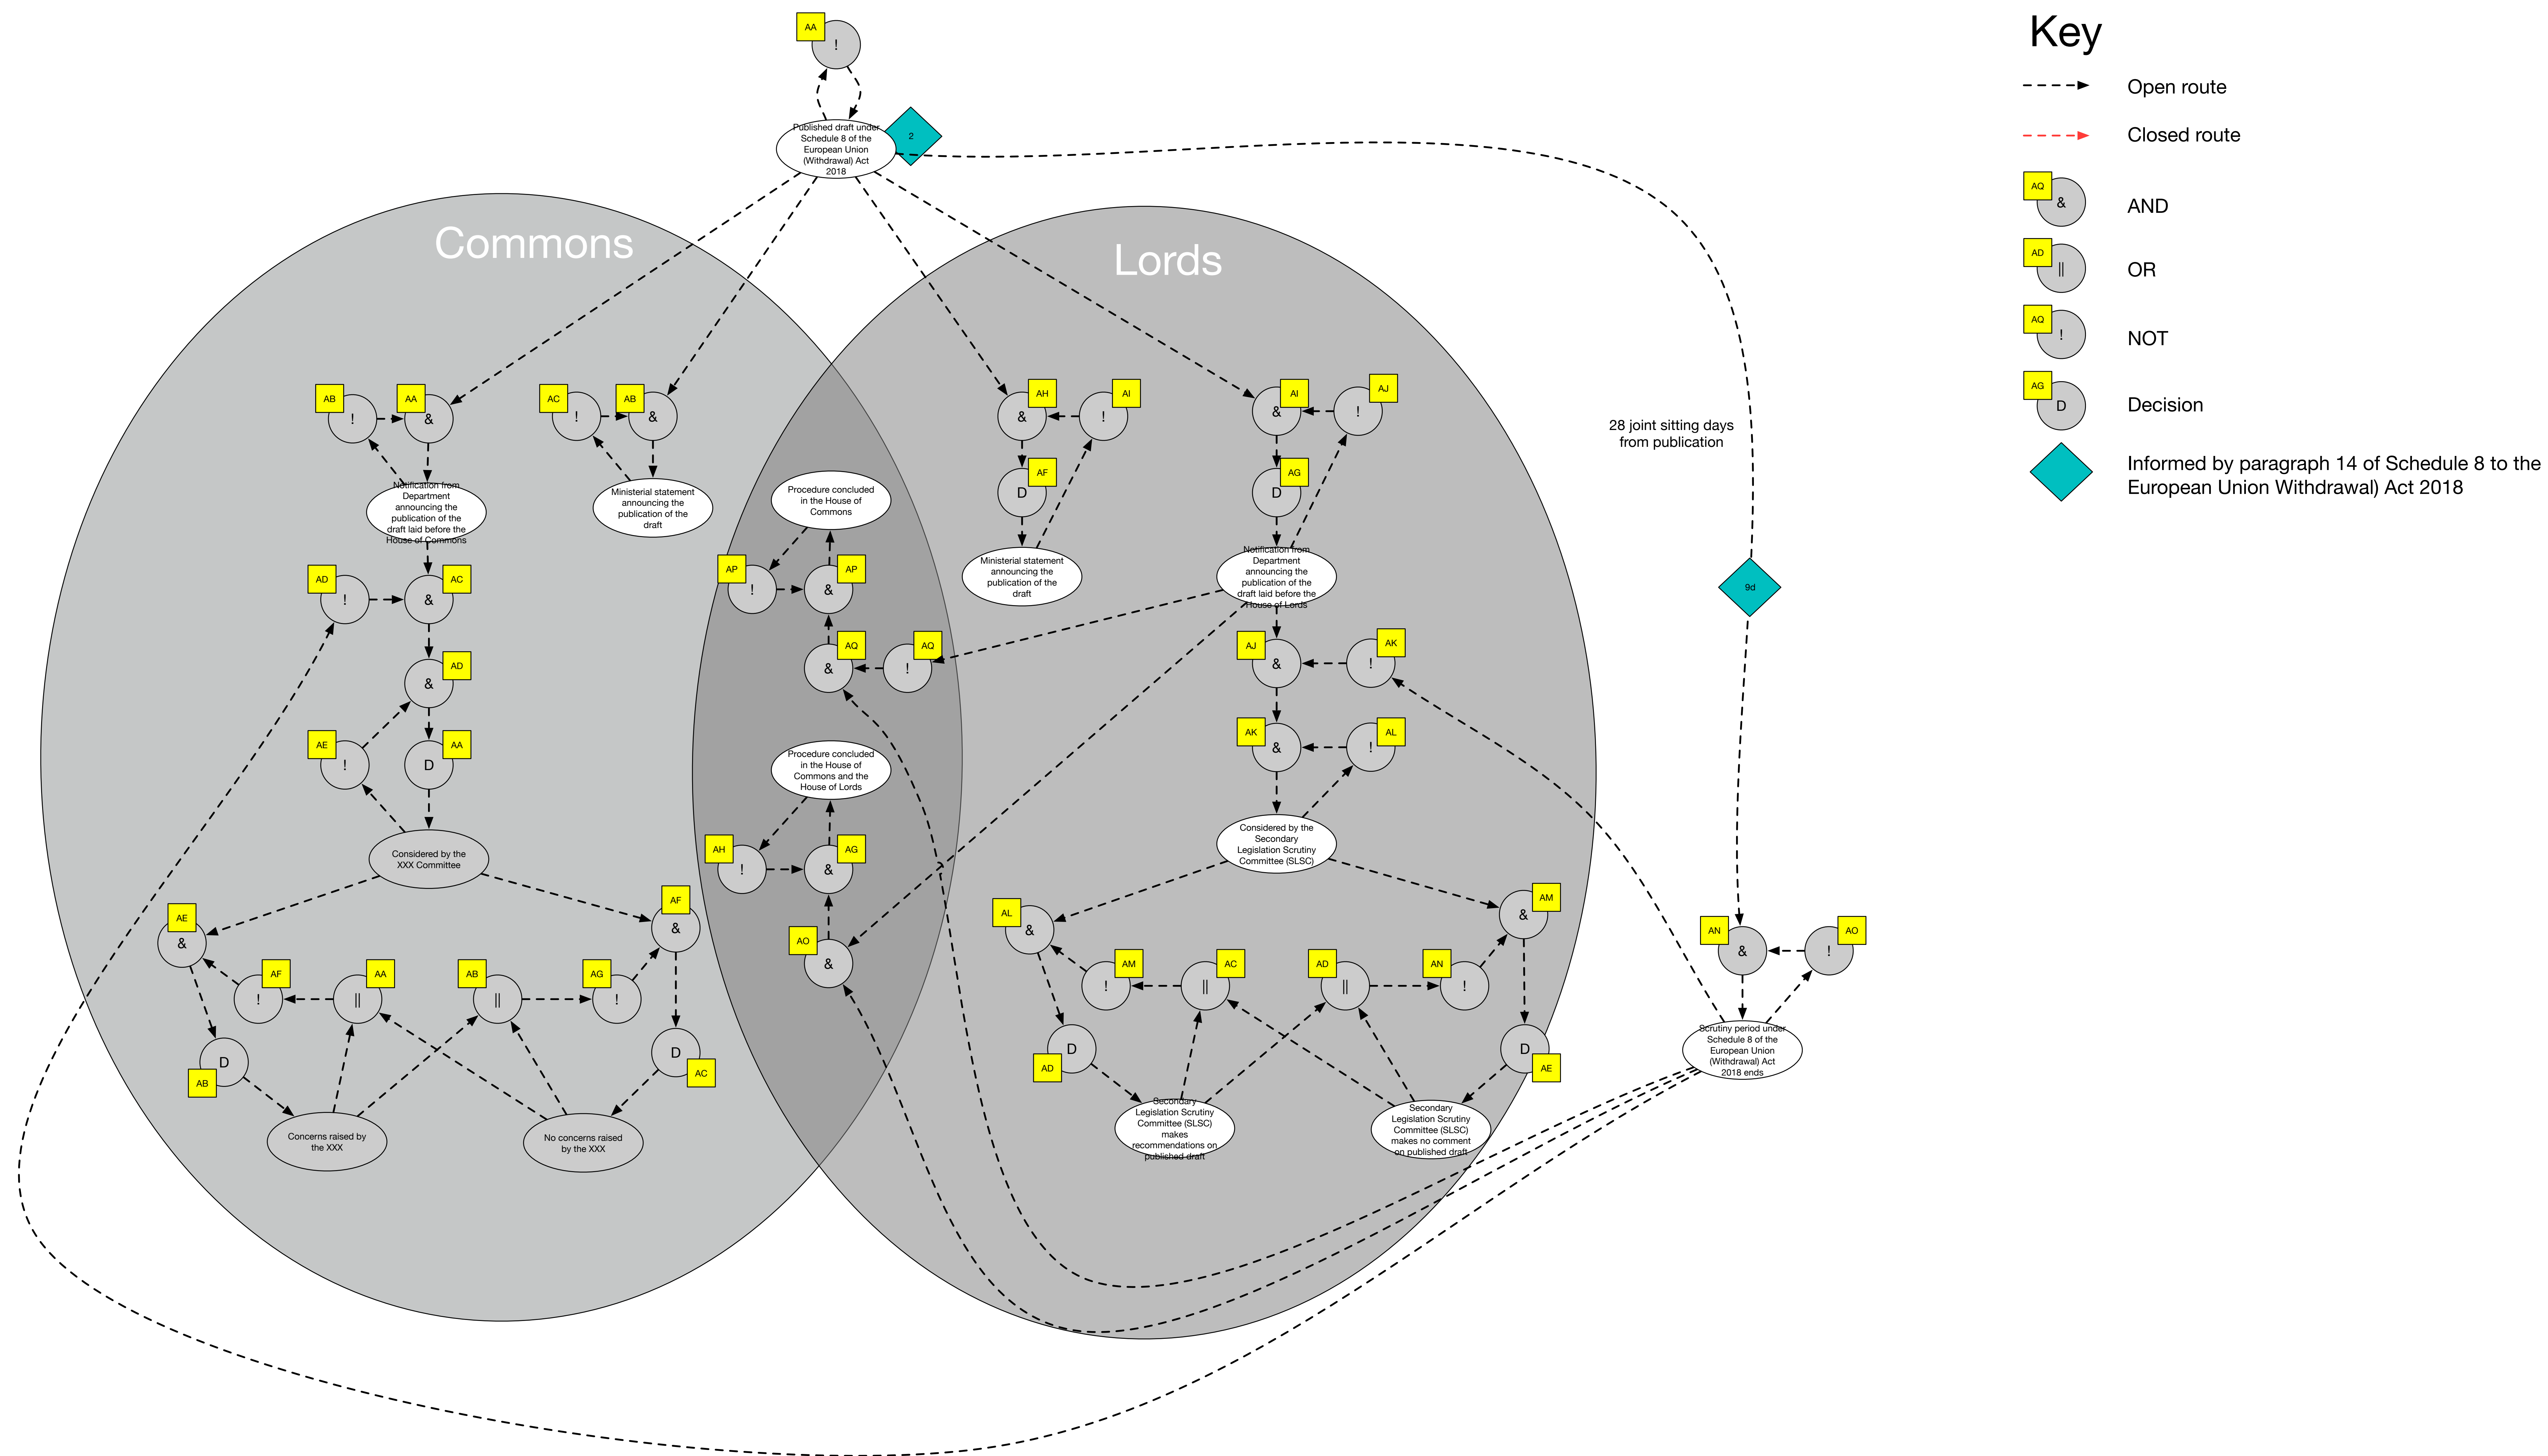 AA
!
Published draft under
Schedule 8 of the
European Union
(Withdrawal) Act
2018
2
Commons
Lords
AB
!
AA
&
AC
!
AB
&
AH
&
AI
!
AI
&
AJ
!
AF
D
AG
D
Notification from
Department
announcing the
publication of the
draft laid before the
House of Commons
Ministerial statement
announcing the
publication of the
draft
Procedure concluded
in the House of
Commons
Ministerial statement
announcing the
publication of the
draft
Notification from
Department
announcing the
publication of the
draft laid before the
House of Lords
28 joint sitting days
from publication
9d
AD
!
AC
&
AP
!
AP
&
AQ
&
AQ
!
AJ
&
AK
!
AD
&
AE
!
AA
D
AK
&
AL
!
Procedure concluded
in the House of
Commons and the
House of Lords
Considered by the
XXX Committee
AH
!
AG
&
Considered by the
Secondary
Legislation Scrutiny
Committee (SLSC)
AE
&
AF
&
AO
&
AL
&
AM
&
AN
&
AO
!
AF
!
AA
||
AB
||
AG
!
AM
!
AC
||
AD
||
AN
!
D
AB
D
AC
D
AD
D
AE
Scrutiny period under
Schedule 8 of the
European Union
(Withdrawal) Act
2018 ends
Concerns raised by
the XXX
No concerns raised
by the XXX
Secondary
Legislation Scrutiny
Committee (SLSC)
makes
recommendations on
published draft
Secondary
Legislation Scrutiny
Committee (SLSC)
makes no comment
on published draft
Key
Open route
Closed route
AQ
&
AND
AD
||
OR
AQ
!
NOT
AG
D
Decision
Informed by paragraph 14 of Schedule 8 to the
European Union Withdrawal) Act 2018